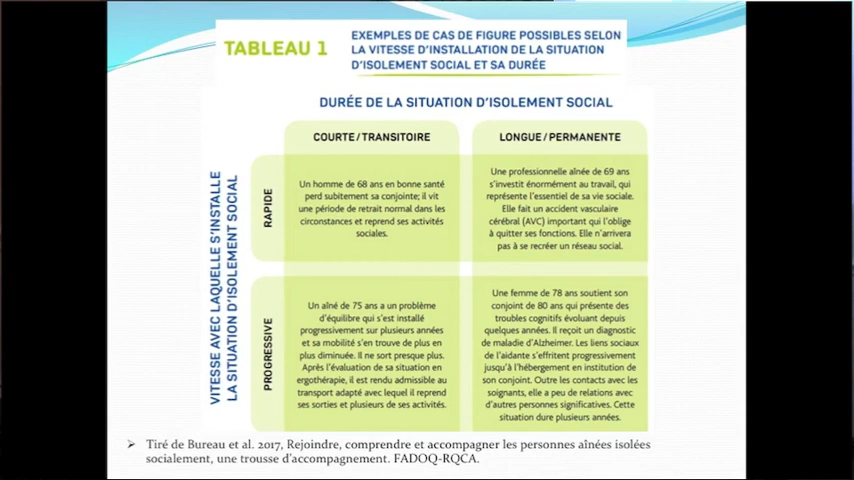 TABLEAU 1
EXEMPLES DE CAS DE FIGURE POSSIBLES SELON
LA VITESSE D'INSTALLATION DE LA SITUATION
D'ISOLEMENT SOCIAL ET SA DURÉE
DURÉE DE LA SITUATION D'ISOLEMENT SOCIAL
COURTE / TRANSITOIRE
LONGUE / PERMANENTE
VITESSE AVEC LAQUELLE S'INSTALLE
LA SITUATION D'ISOLEMENT SOCIAL
RAPIDE
Un homme de 68 ans en bonne santé
perd subitement sa conjointe; il vit
une période de retrait normal dans les
circonstances et reprend ses activités
sociales.
Une professionnelle aînée de 69 ans
s'investit énormément au travail, qui
représente l'essentiel de sa vie sociale.
Elle fait un accident vasculaire
cérébral (AVC) important qui l'oblige
à quitter ses fonctions. Elle n'arrivera
pas à se recréer un réseau social.
PROGRESSIVE
Un aîné de 75 ans a un problème
d'équilibre qui s'est installé
progressivement sur plusieurs années
et sa mobilité s'en trouve de plus en
plus diminuée. Il ne sort presque plus.
Après l'évaluation de sa situation en
ergothérapie, il est rendu admissible au
transport adapté avec lequel il reprend
ses sorties et plusieurs de ses activités.
Une femme de 78 ans soutient son
conjoint de 80 ans qui présente des
troubles cognitifs évoluant depuis
quelques années. Il reçoit un diagnostic
de maladie d'Alzheimer. Les liens sociaux
de l'aidante s'effritent progressivement
jusqu'à l'hébergement en institution de
son conjoint. Outre les contacts avec les
soignants, elle a peu de relations avec
d'autres personnes significatives. Cette
situation dure plusieurs années.
➢ Tiré de Bureau et al. 2017, Rejoindre, comprendre et accompagner les personnes aînées isolées
socialement, une trousse d'accompagnement. FADOQ-RQCA.